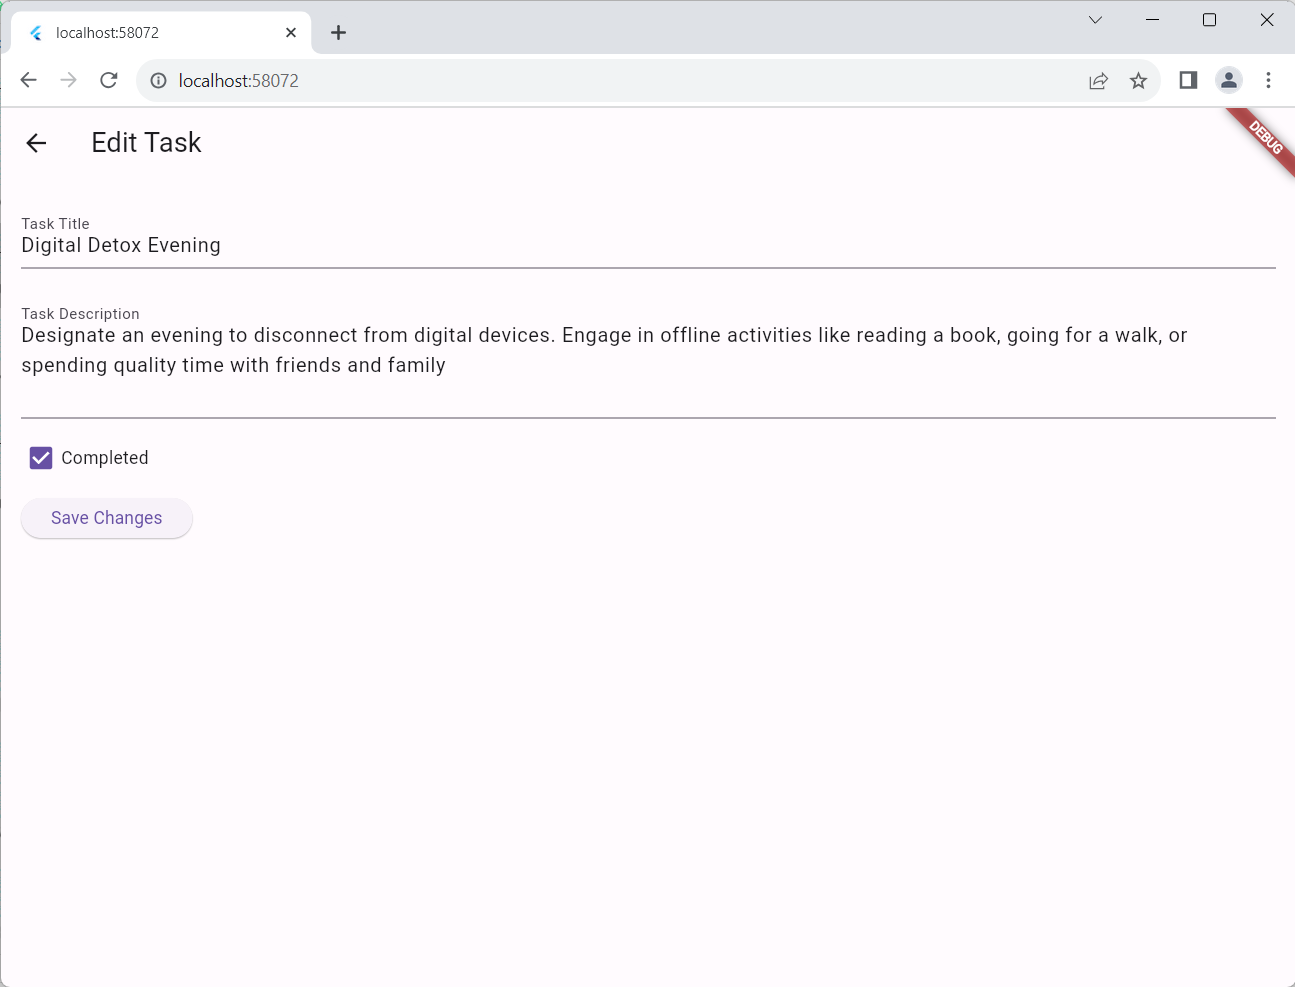 localhost:58072
localhost:58072
Edit Task
DEBUG
Task Title
Digital Detox Evening
Task Description
Designate an evening to disconnect from digital devices. Engage in offline activities like reading a book, going for a walk, or
spending quality time with friends and family
Completed
Save Changes